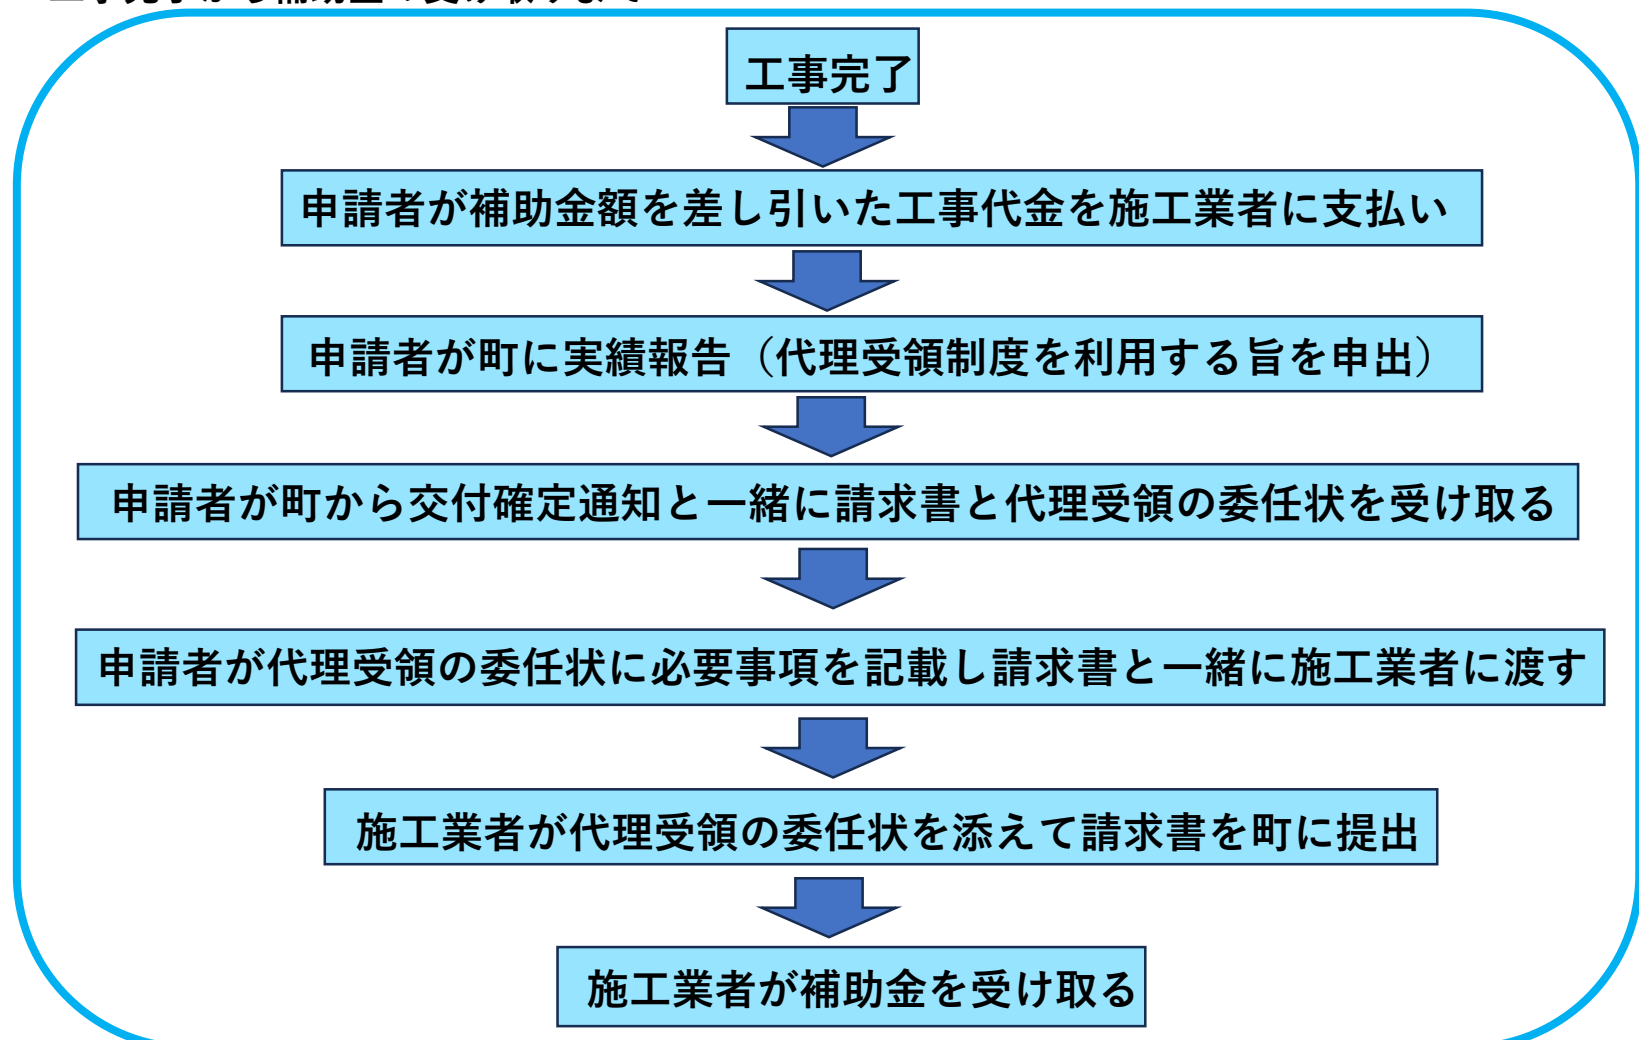 工事完了
申請者が補助金額を差し引いた工事代金を施工業者に支払い
申請者が町に実績報告（代理受領制度を利用する旨を申出）
申請者が町から交付確定通知と一緒に請求書と代理受領の委任状を受け取る
申請者が代理受領の委任状に必要事項を記載し請求書と一緒に施工業者に渡す
施工業者が代理受領の委任状を添えて請求書を町に提出
施工業者が補助金を受け取る